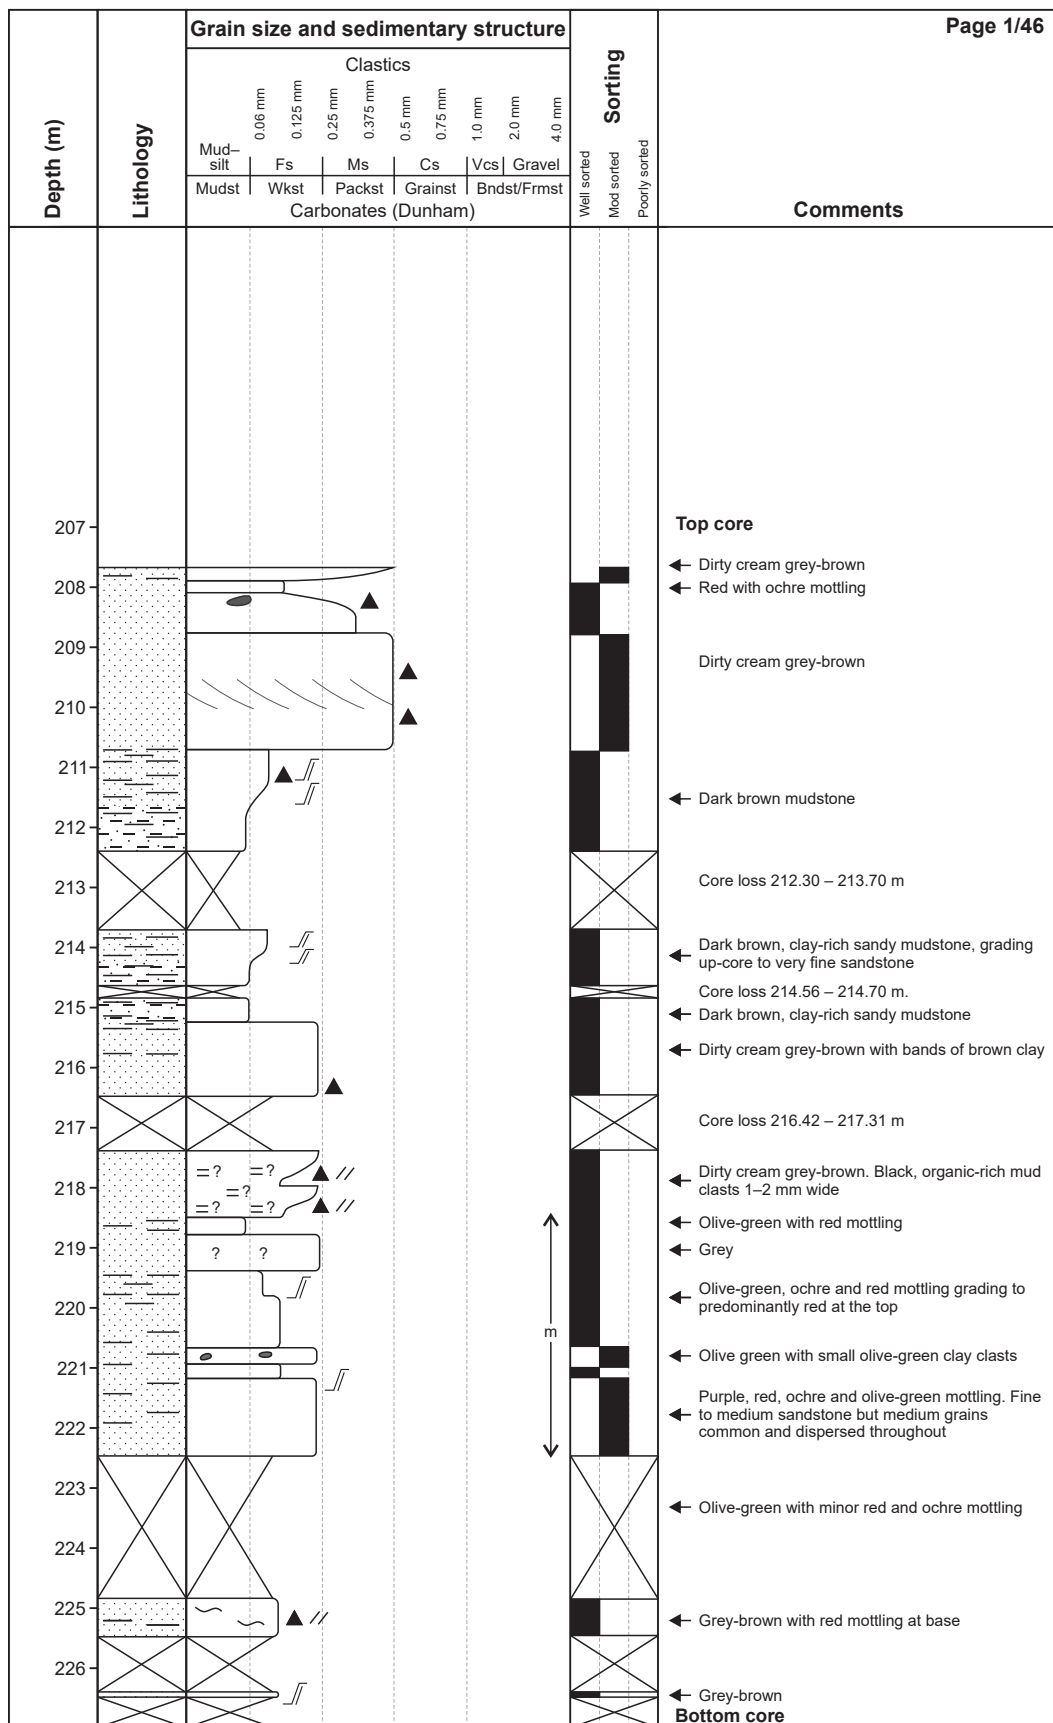 Grain size and sedimentary structure
Page 1/46
Depth (m)
Lithology
Clastics
0.06 mm
0.125 mm
0.25 mm
0.375 mm
0.5 mm
0.75 mm
1.0 mm
2.0 mm
4.0 mm
Mud–
silt
Fs
Ms
Cs
Vcs
Gravel
Mudst
Wkst
Packst
Grainst
Bndst/Frmst
Carbonates (Dunham)
Sorting
Well sorted
Mod sorted
Poorly sorted
Comments
207
Top core
Dirty cream grey-brown
208
Red with ochre mottling
209
Dirty cream grey-brown
210
211
Dark brown mudstone
212
213
Core loss 212.30 – 213.70 m
214
Dark brown, clay-rich sandy mudstone, grading
up-core to very fine sandstone
Core loss 214.56 – 214.70 m.
215
Dark brown, clay-rich sandy mudstone
Dirty cream grey-brown with bands of brown clay
216
217
Core loss 216.42 – 217.31 m
=? =?
Dirty cream grey-brown. Black, organic-rich mud
clasts 1–2 mm wide
218
=?
=? =?
Olive-green with red mottling
219
? ?
Grey
220
Olive-green, ochre and red mottling grading to
predominantly red at the top
m
221
Olive green with small olive-green clay clasts
222
Purple, red, ochre and olive-green mottling. Fine
to medium sandstone but medium grains
common and dispersed throughout
223
Olive-green with minor red and ochre mottling
224
225
Grey-brown with red mottling at base
226
Grey-brown
Bottom core